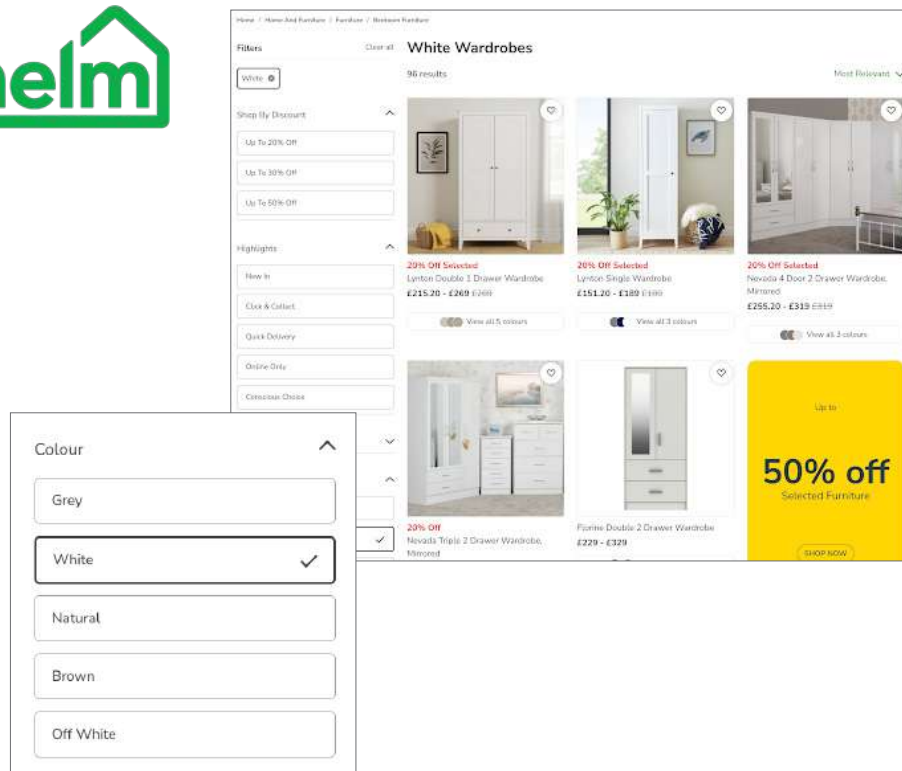 nelm
Home / Home And Furniture / Furniture / Bedroom Furniture
Filters
Clear all
White
Shop By Discount
Up To 20% Off
Up To 30% Off
Up To 50% Off
Highlights
New In
Click & Collect
Quick Delivery
Online Only
Conscious Choice
White Wardrobes
96 results
Most Relevant
20% Off Selected
Lynton Double 1 Drawer Wardrobe
£215.20 - £269 £269
View all 5 colours
20% Off Selected
Lynton Single Wardrobe
£151.20 - £189 £189
View all 3 colours
20% Off Selected
Nevada 4 Door 2 Drawer Wardrobe,
Mirrored
£255.20 - £319 £319
View all 3 colours
20% Off
Nevada Triple 2 Drawer Wardrobe,
Mirrored
Florine Double 2 Drawer Wardrobe
£229 - £329
Up to
50% off
Selected Furniture
SHOP NOW
Colour
Grey
White
Natural
Brown
Off White